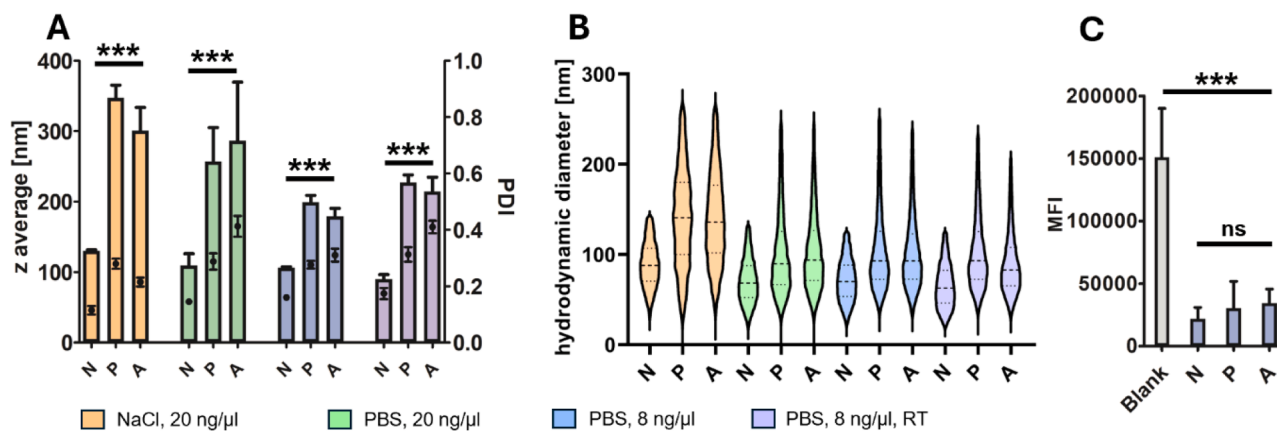 A
z average [nm]
400
300
200
100
0
***
***
***
***
1.0
0.8
0.6
0.4
0.2
0.0
PDI
N P A N P A N P A N P A
B
hydrodynamic diameter [nm]
300
200
100
0
N P A N P A N P A N P A
C
MFI
200000
150000
100000
50000
0
***
ns
Blank N P A
NaCl, 20 ng/µl PBS, 20 ng/µl PBS, 8 ng/µl PBS, 8 ng/µl, RT